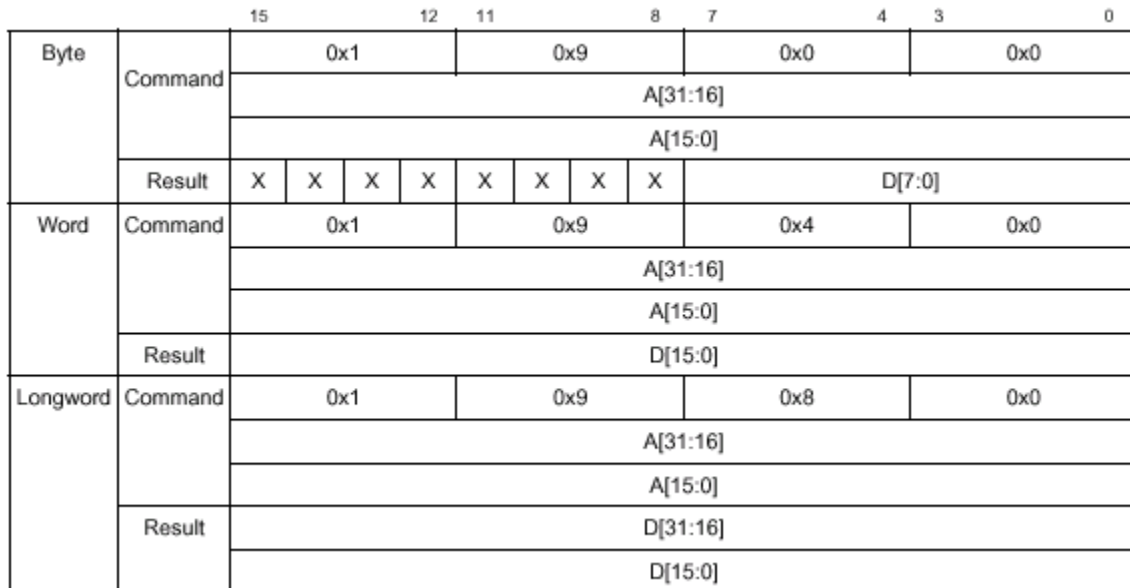 15 12 11 8 7 4 3 0
Byte Command 0x1 0x9 0x0 0x0
A[31:16]
A[15:0]
Result X X X X X X X X D[7:0]
Word Command 0x1 0x9 0x4 0x0
A[31:16]
A[15:0]
Result D[15:0]
Longword Command 0x1 0x9 0x8 0x0
A[31:16]
A[15:0]
Result D[31:16]
D[15:0]